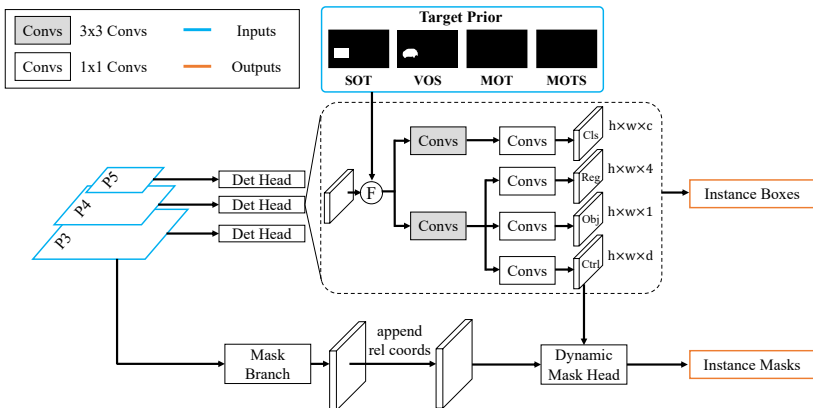 Convs 3x3 Convs Inputs
Convs 1x1 Convs Outputs
Target Prior
SOT VOS MOT MOTS
Convs Convs Cls h×w×c
P5 Det Head
P4 Det Head
P3 Det Head
F
Convs Reg h×w×4
Convs Convs Obj h×w×1
Convs Ctrl h×w×d
Instance Boxes
Mask
Branch
append
rel coords
Dynamic
Mask Head
Instance Masks